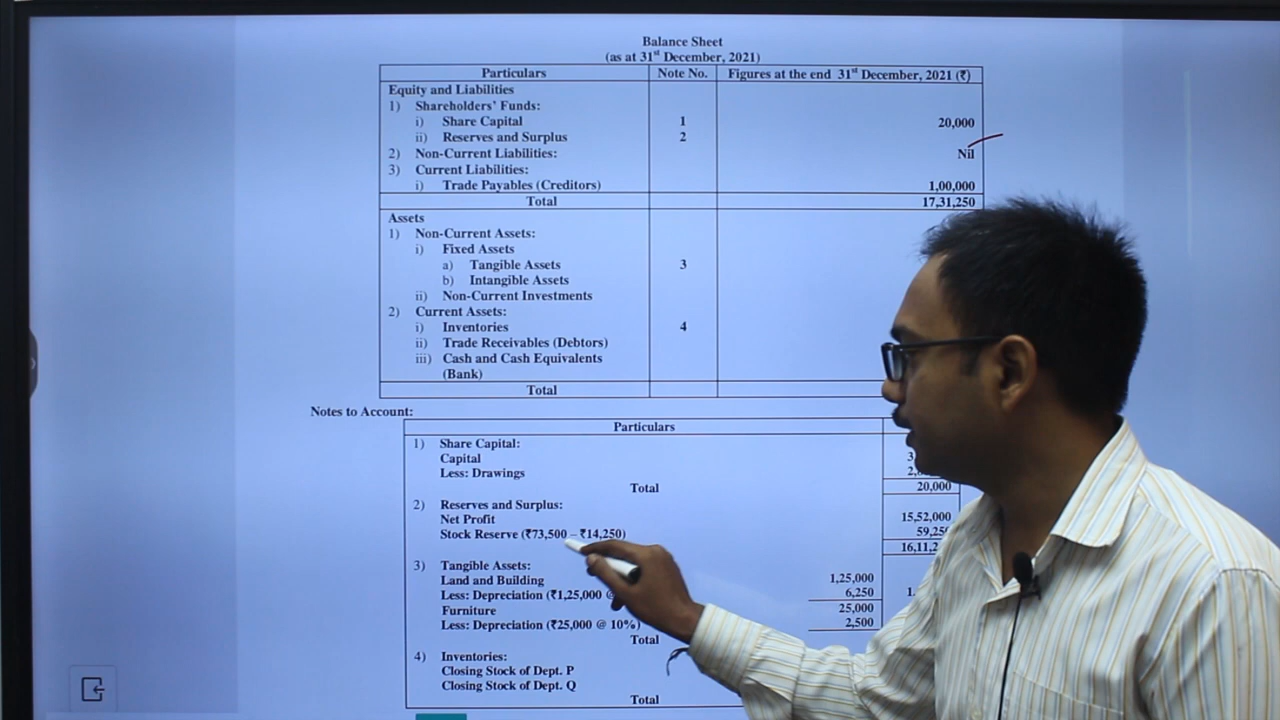 Balance Sheet
(as at 31st December, 2021)
Particulars Note No. Figures at the end 31st December, 2021 (₹)
Equity and Liabilities
1) Shareholders' Funds:
i) Share Capital 1 20,000
ii) Reserves and Surplus 2
2) Non-Current Liabilities: Nil
3) Current Liabilities:
i) Trade Payables (Creditors) 1,00,000
Total 17,31,250
Assets
1) Non-Current Assets:
i) Fixed Assets
a) Tangible Assets 3
b) Intangible Assets
ii) Non-Current Investments
2) Current Assets:
i) Inventories 4
ii) Trade Receivables (Debtors)
iii) Cash and Cash Equivalents
(Bank)
Total
Notes to Account:
Particulars
1) Share Capital:
Capital
Less: Drawings
Total 20,000
2) Reserves and Surplus:
Net Profit 15,52,000
Stock Reserve (₹73,500 – ₹14,250)
3) Tangible Assets:
Land and Building 1,25,000
Less: Depreciation (₹1,25,000 6,250
Furniture 25,000
Less: Depreciation (₹25,000 @ 10%) 2,500
Total
4) Inventories:
Closing Stock of Dept. P
Closing Stock of Dept. Q
Total